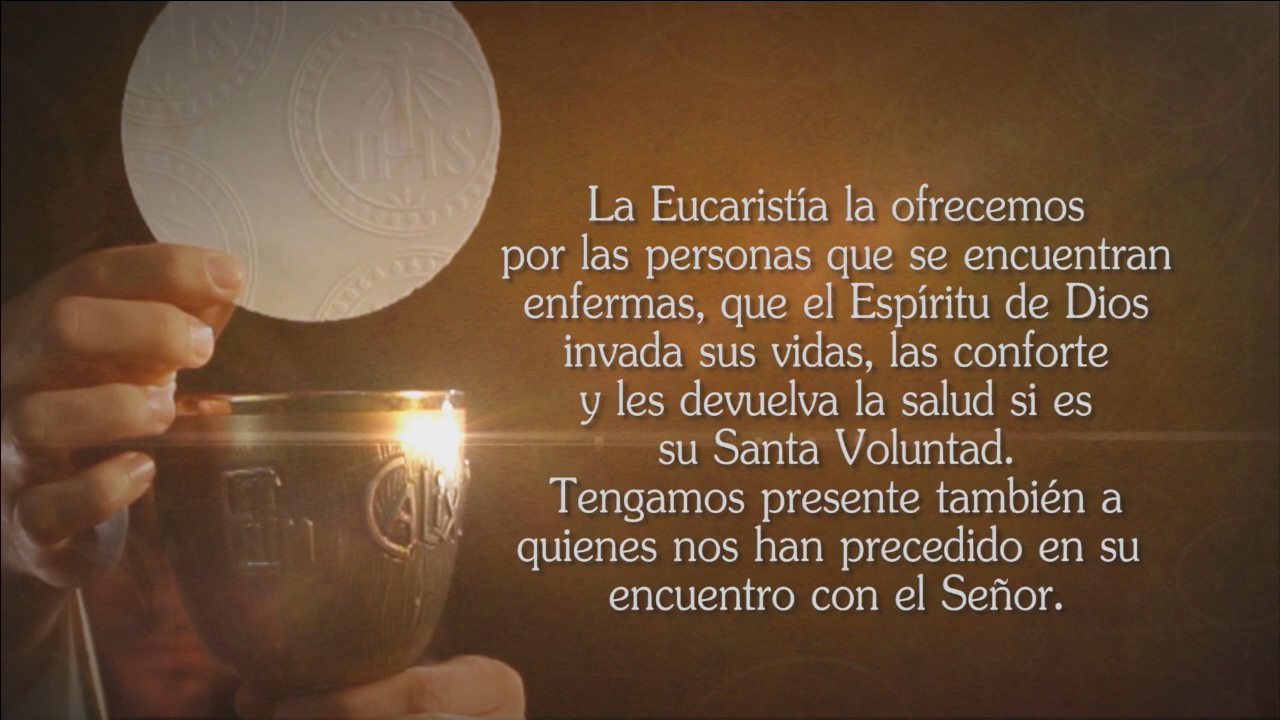 IHS
La Eucaristía la ofrecemos
por las personas que se encuentran
enfermas, que el Espíritu de Dios
invada sus vidas, las conforte
y les devuelva la salud si es
su Santa Voluntad.
Tengamos presente también a
quienes nos han precedido en su
encuentro con el Señor.